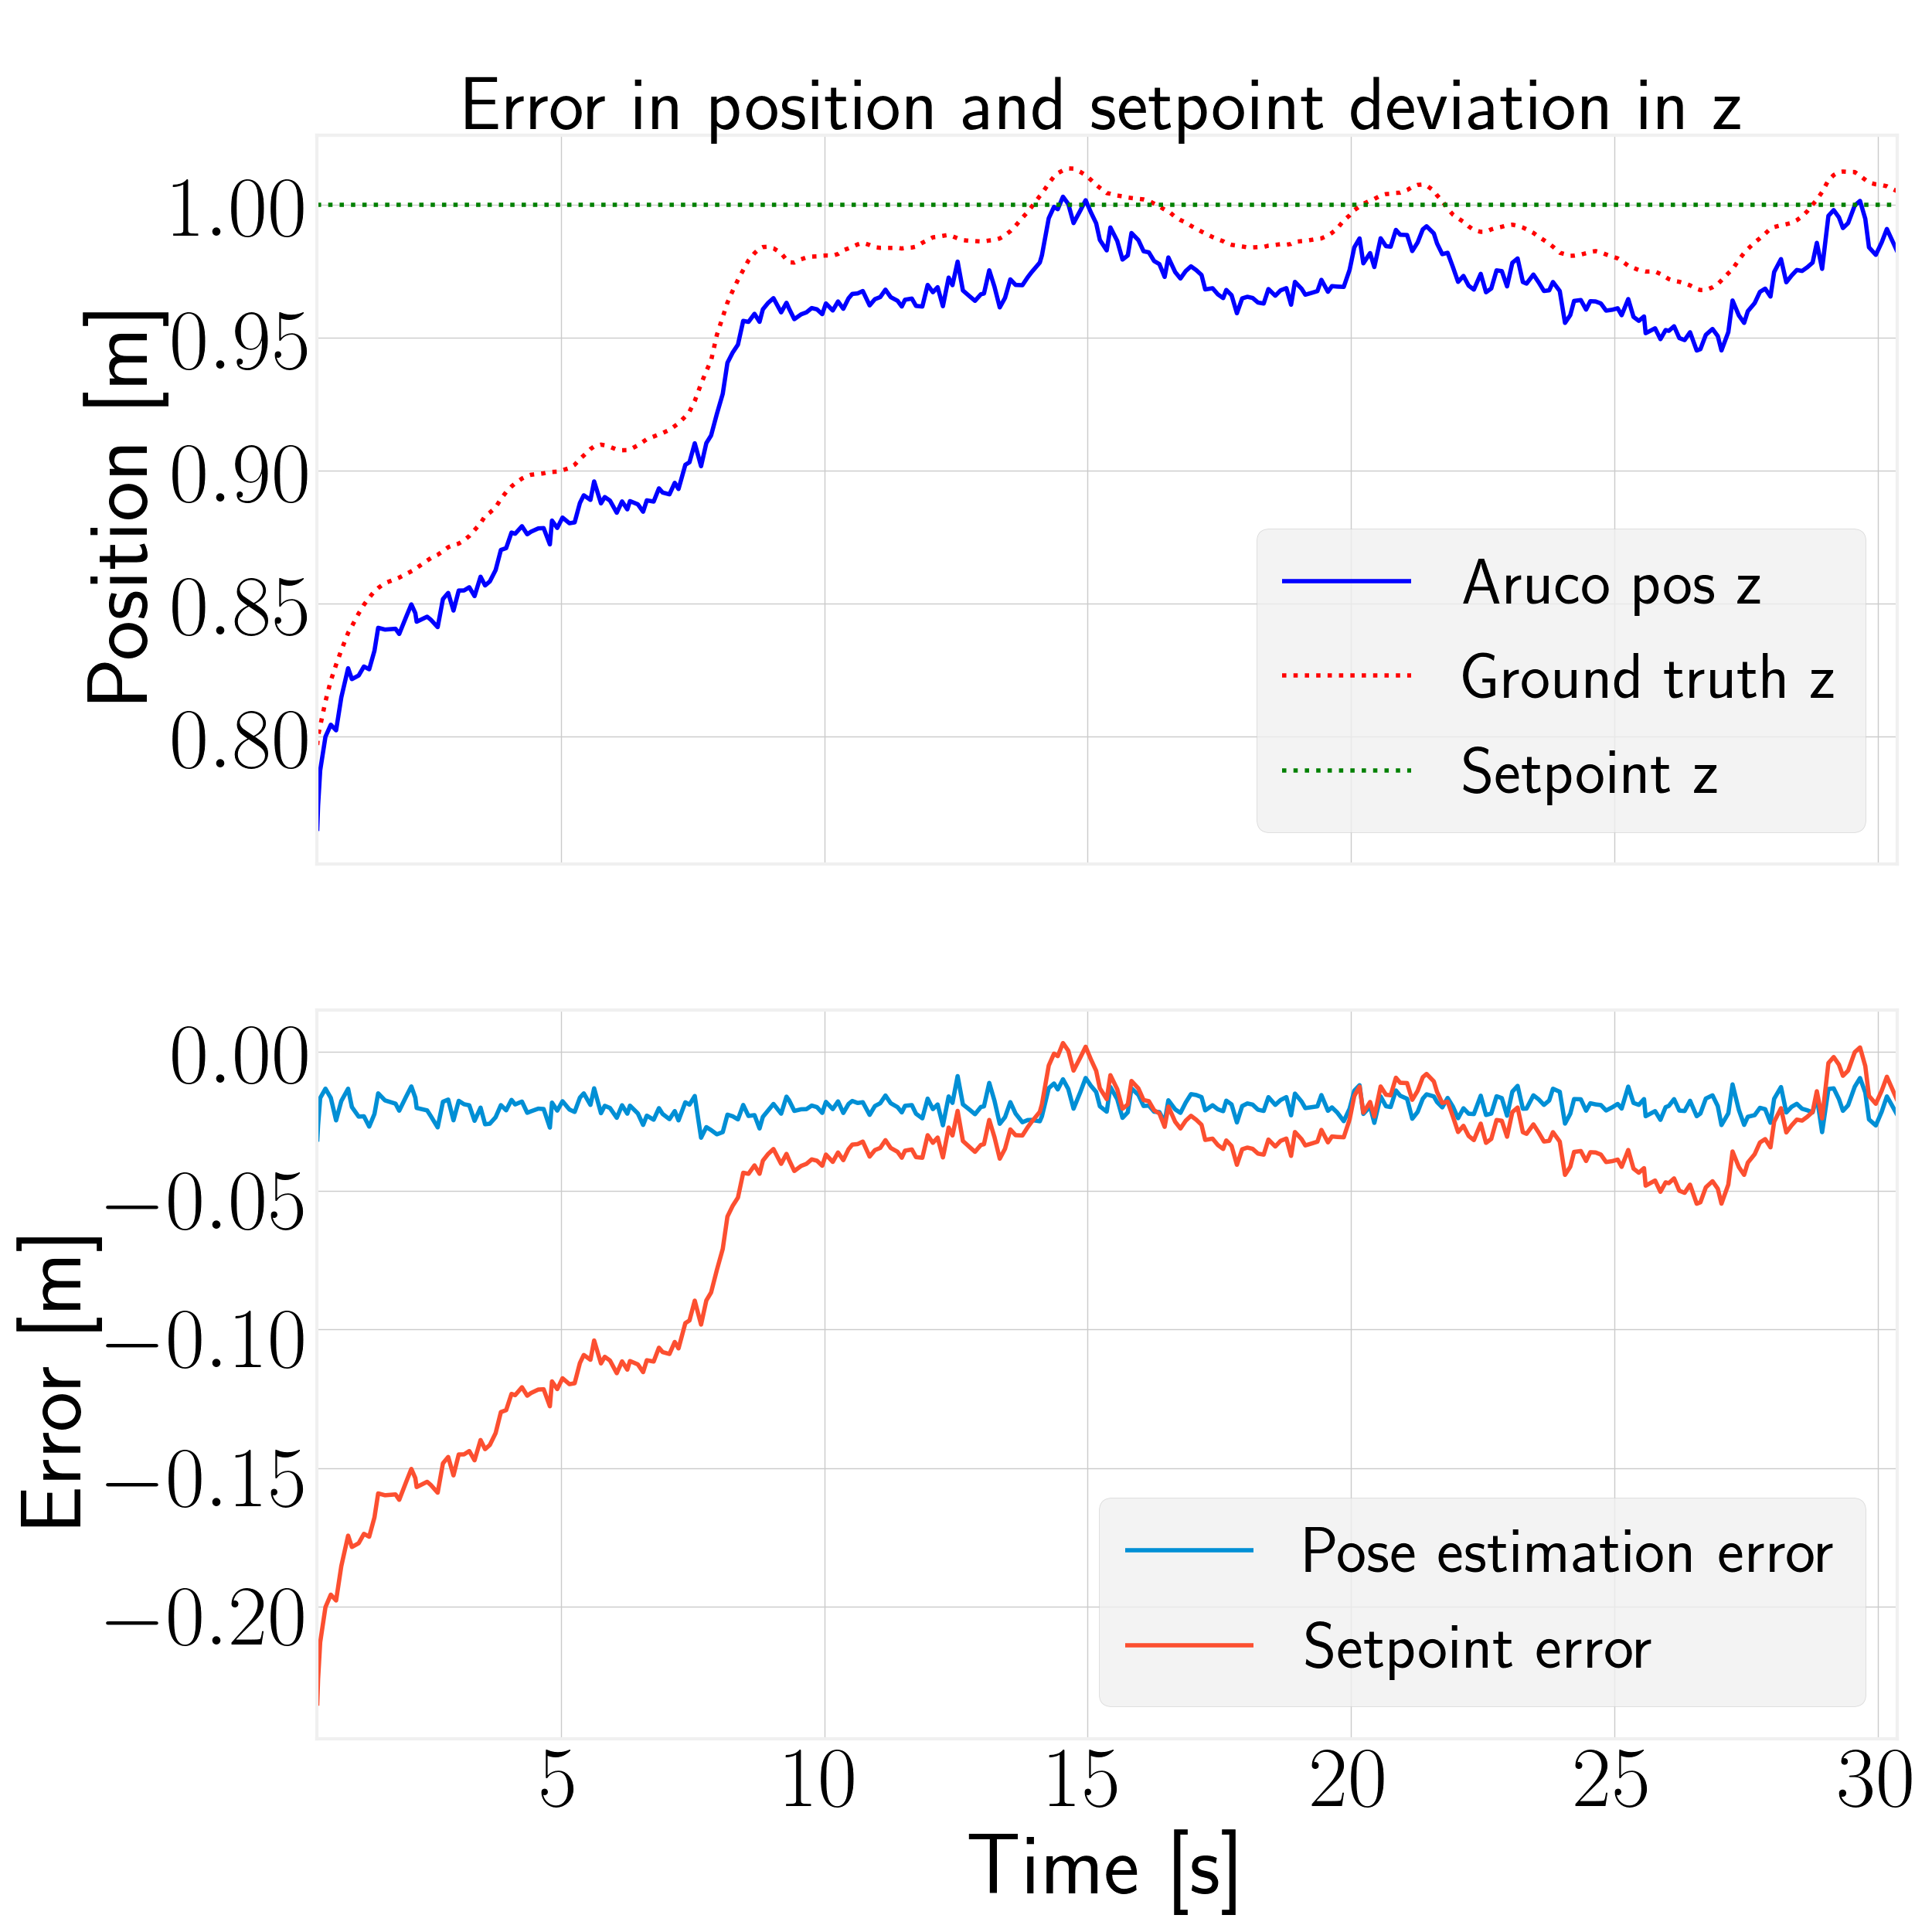 Error in position and setpoint deviation in z
Position [m]
1.00
0.95
0.90
0.85
0.80
Aruco pos z
Ground truth z
Setpoint z
Error [m]
0.00
−0.05
−0.10
−0.15
−0.20
Pose estimation error
Setpoint error
5 10 15 20 25 30
Time [s]